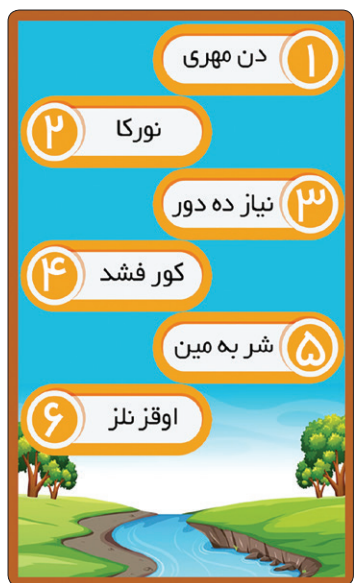 ۱ دن مهری
۲ نورکا
۳ نیاز ده دور
۴ کور فشد
۵ شر به مین
۶ اوقز نلز